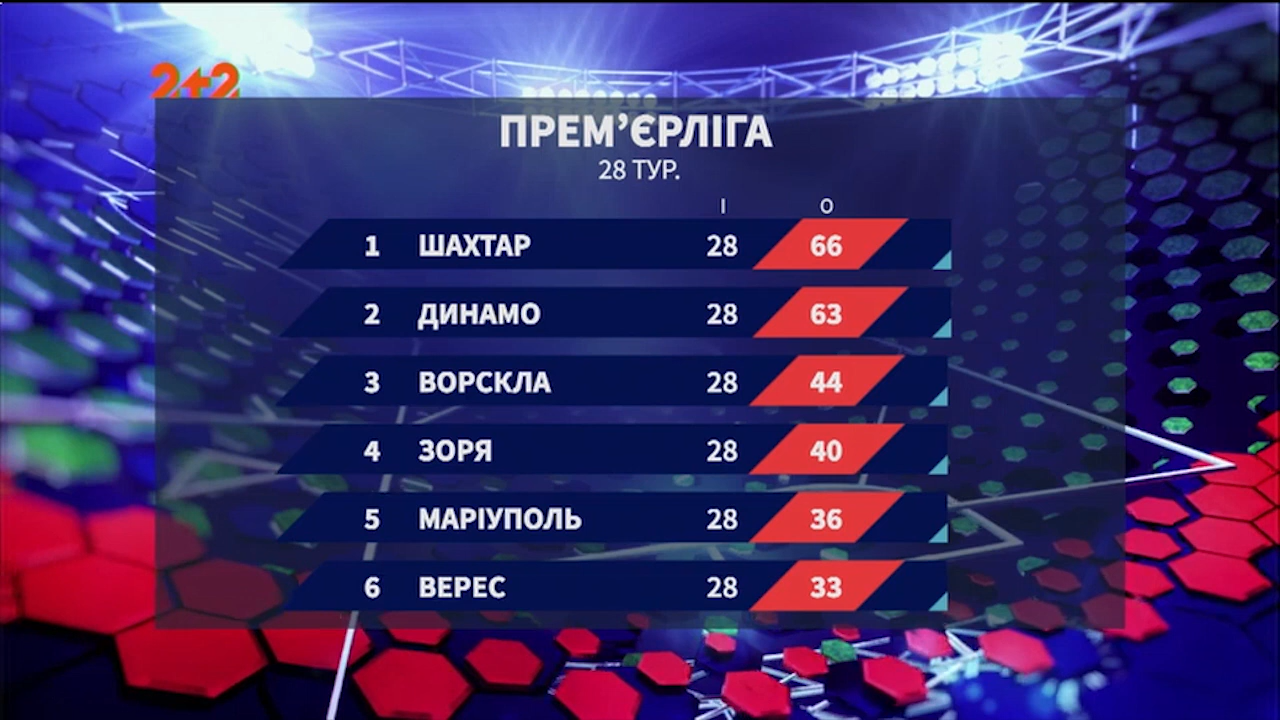 2+2
ПРЕМ’ЄРЛІГА
28 ТУР.
І О
1 ШАХТАР 28 66
2 ДИНАМО 28 63
3 ВОРСКЛА 28 44
4 ЗОРЯ 28 40
5 МАРІУПОЛЬ 28 36
6 ВЕРЕС 28 33